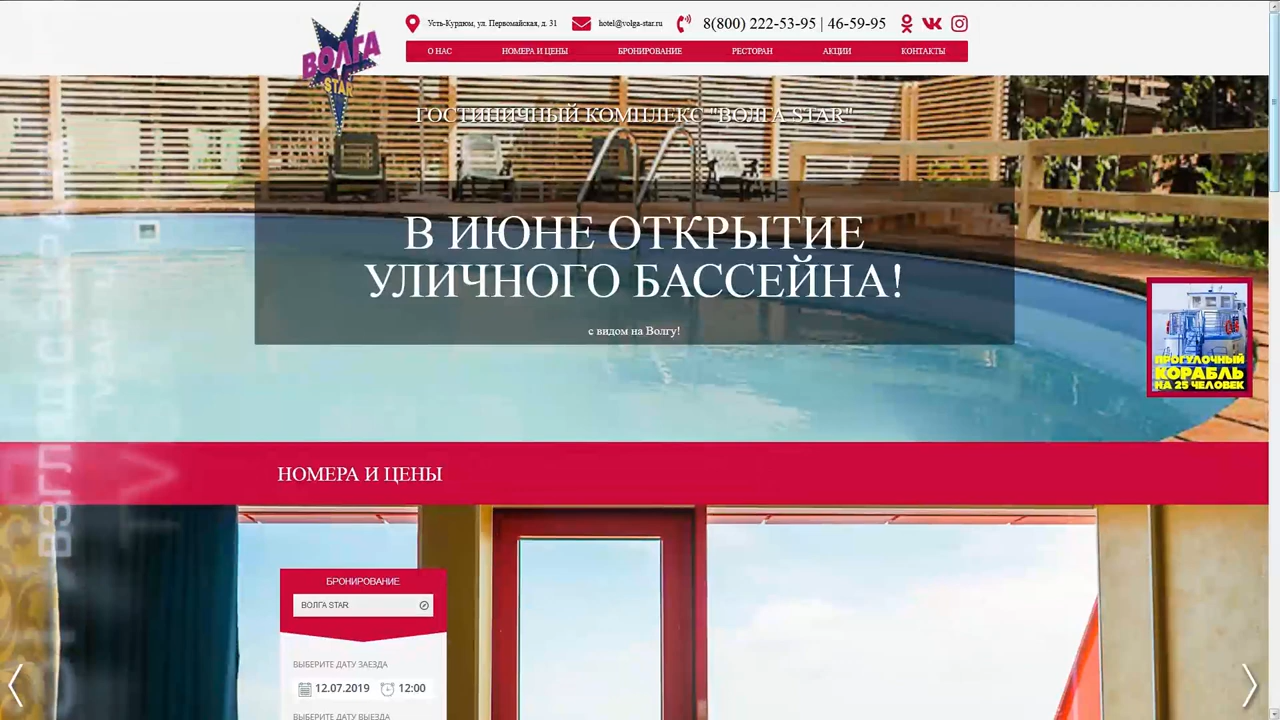 ВОЛГА
STAR
Усть-Курдюм, ул. Первомайская, д. 31
hotel@volga-star.ru
8(800) 222-53-95 | 46-59-95
О НАС
НОМЕРА И ЦЕНЫ
БРОНИРОВАНИЕ
РЕСТОРАН
АКЦИИ
КОНТАКТЫ
ГОСТИНИЧНЫЙ КОМПЛЕКС "ВОЛГА STAR"
В ИЮНЕ ОТКРЫТИЕ
УЛИЧНОГО БАССЕЙНА!
с видом на Волгу!
ПРОГУЛОЧНЫЙ
КОРАБЛЬ
НА 25 ЧЕЛОВЕК
НОМЕРА И ЦЕНЫ
БРОНИРОВАНИЕ
ВОЛГА STAR
ВЫБЕРИТЕ ДАТУ ЗАЕЗДА
12.07.2019 12:00
ВЫБЕРИТЕ ДАТУ ВЫЕЗДА